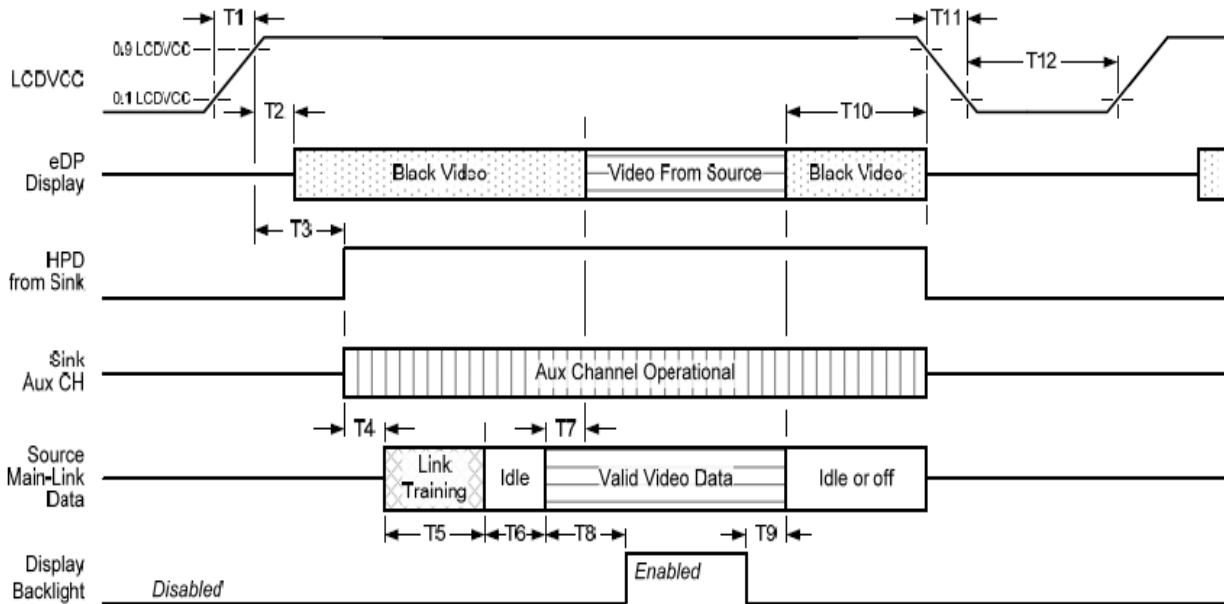 T1
T11
0.9 LCDVCC
LCDVCC
T12
0.1 LCDVCC
T2
T10
eDP
Display
Black Video
Video From Source
Black Video
T3
HPD
from Sink
Sink
Aux CH
Aux Channel Operational
T4
T7
Source
Main-Link
Data
Link
Training
Idle
Valid Video Data
Idle or off
T5
T6
T8
T9
Display
Backlight
Disabled
Enabled